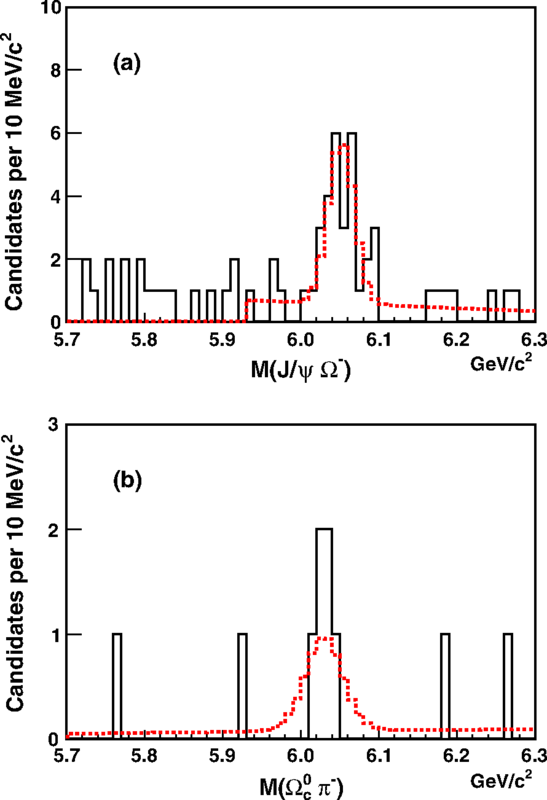 Candidates per 10 MeV/c²
10
8
6
4
2
0
(a)
5.7 5.8 5.9 6.0 6.1 6.2 6.3
M(J/ψ Ω⁻) GeV/c²
Candidates per 10 MeV/c²
3
2
1
0
(b)
5.7 5.8 5.9 6.0 6.1 6.2 6.3
M(Ω⁰c π⁻) GeV/c²